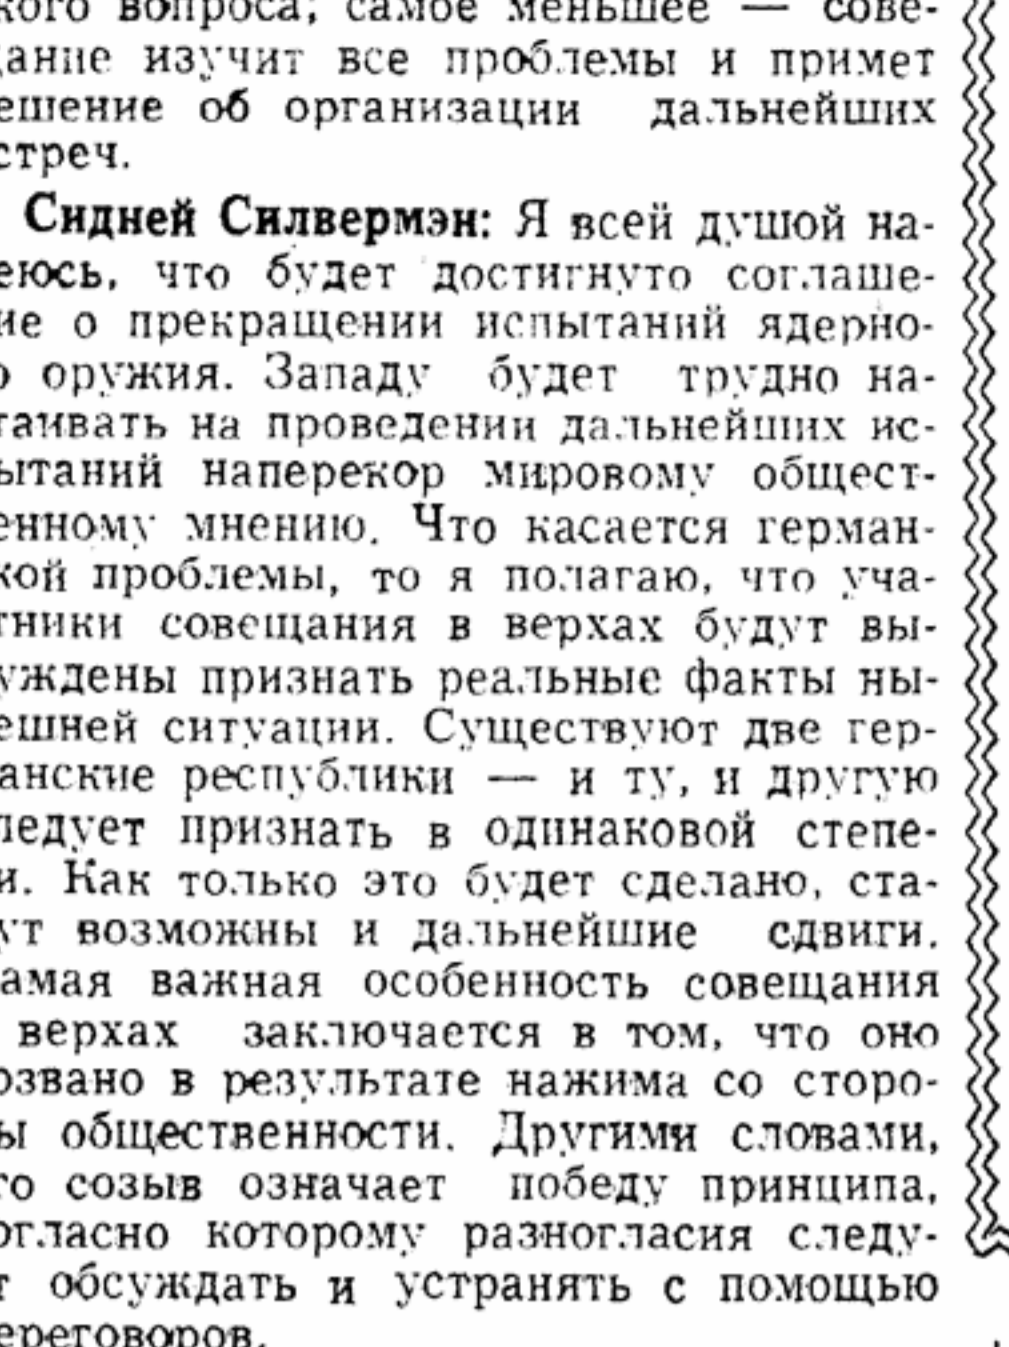 кого вопроса; самое меньшее — сове-
дание изучит все проблемы и примет
ешение об организации дальнейших
стреч.
Сидней Силвермэн: Я всей душой на-
еюсь, что будет достигнуто соглаше-
ие о прекращении испытаний ядерно-
о оружия. Западу будет трудно на-
таивать на проведении дальнейших ис-
ытаний наперекор мировому общест-
енному мнению. Что касается герман-
кой проблемы, то я полагаю, что уча-
тники совещания в верхах будут вы-
уждены признать реальные факты ны-
ешней ситуации. Существуют две гер-
анские республики — и ту, и другую
ледует признать в одинаковой степе-
и. Как только это будет сделано, ста-
ут возможны и дальнейшие сдвиги.
амая важная особенность совещания
верхах заключается в том, что оно
озвано в результате нажима со сторо-
ы общественности. Другими словами,
го созыв означает победу принципа,
огласно которому разногласия следу-
т обсуждать и устранять с помощью
ереговоров.